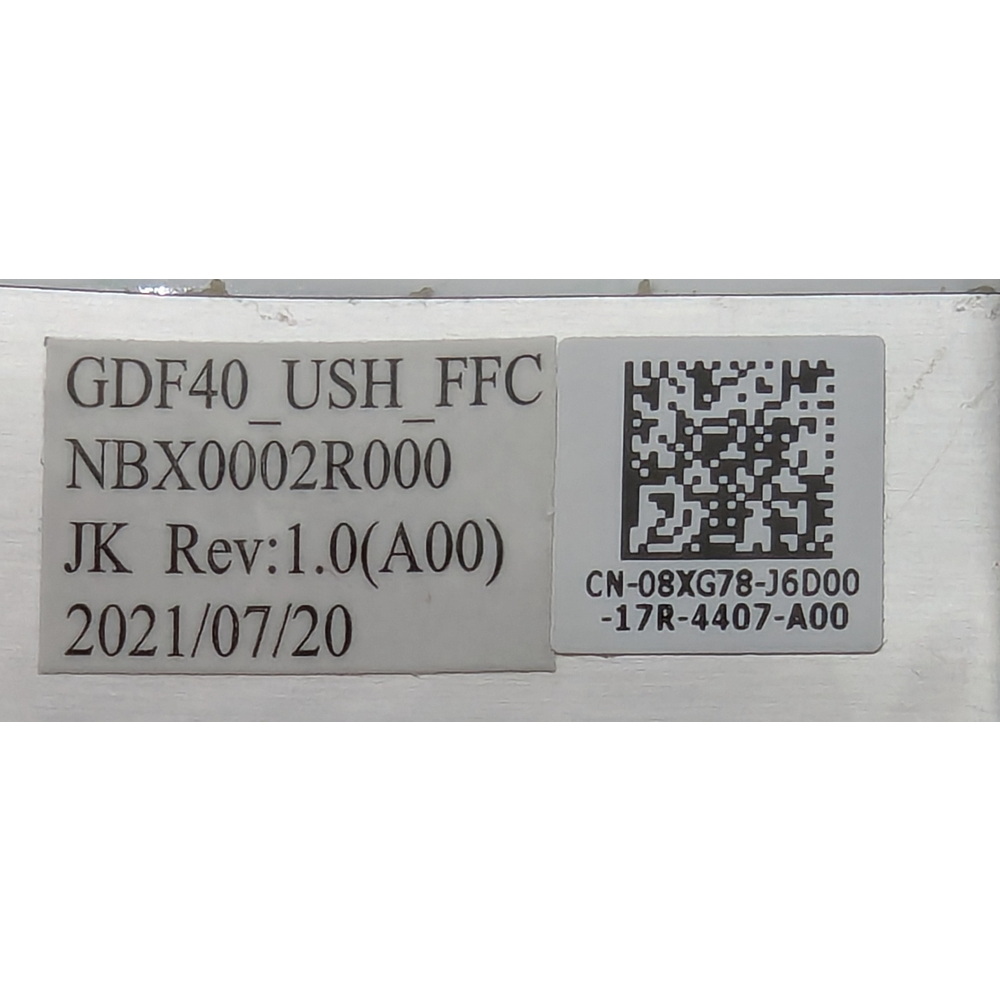 GDF40_USH_FFC
NBX0002R000
JK Rev:1.0(A00)
2021/07/20
CN-08XG78-J6D00
-17R-4407-A00